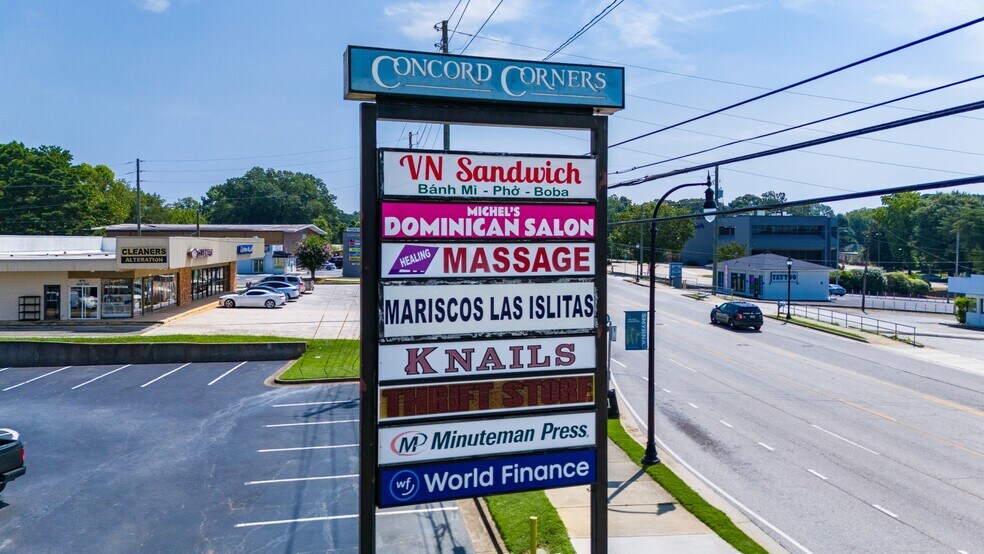 CONCORD CORNERS
VN Sandwich
Bánh Mì - Phở - Boba
MICHEL'S
DOMINICAN SALON
HEALING MASSAGE
MARISCOS LAS ISLITAS
K NAILS
THRIFT STORE
MP Minuteman Press
wf World Finance
CLEANERS
ALTERATION